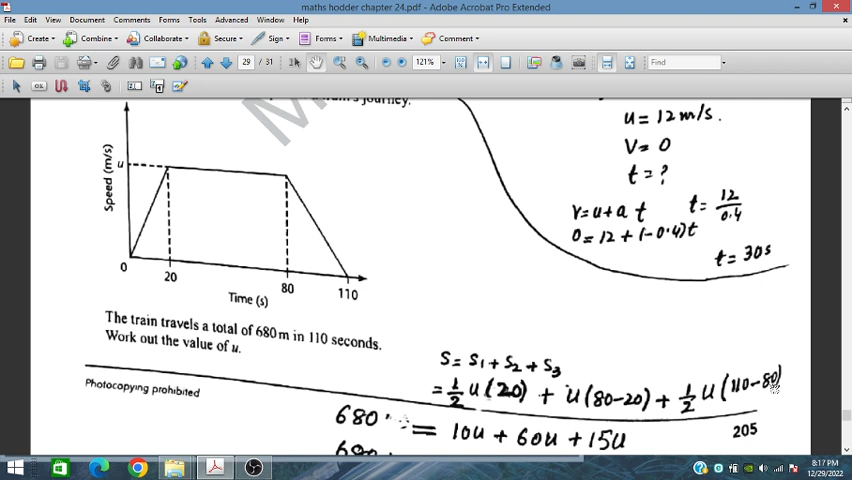 maths hodder chapter 24.pdf - Adobe Acrobat Pro Extended
File Edit View Document Comments Forms Tools Advanced Window Help
Create Combine Collaborate Secure Sign Forms Multimedia Comment
29 / 31 121% Find
journey.
u = 12 m/s.
V = 0
t = ?
v = u + a t t = 12/0.4
0 = 12 + (-0.4)t
t = 30s
Speed (m/s)
u
0 20 80 110
Time (s)
The train travels a total of 680 m in 110 seconds.
Work out the value of u.
S = S1 + S2 + S3
= 1/2 u (20) + u (80-20) + 1/2 u (110-80)
Photocopying prohibited
680 = 10u + 60u + 15u
205
680
8:17 PM
12/29/2022